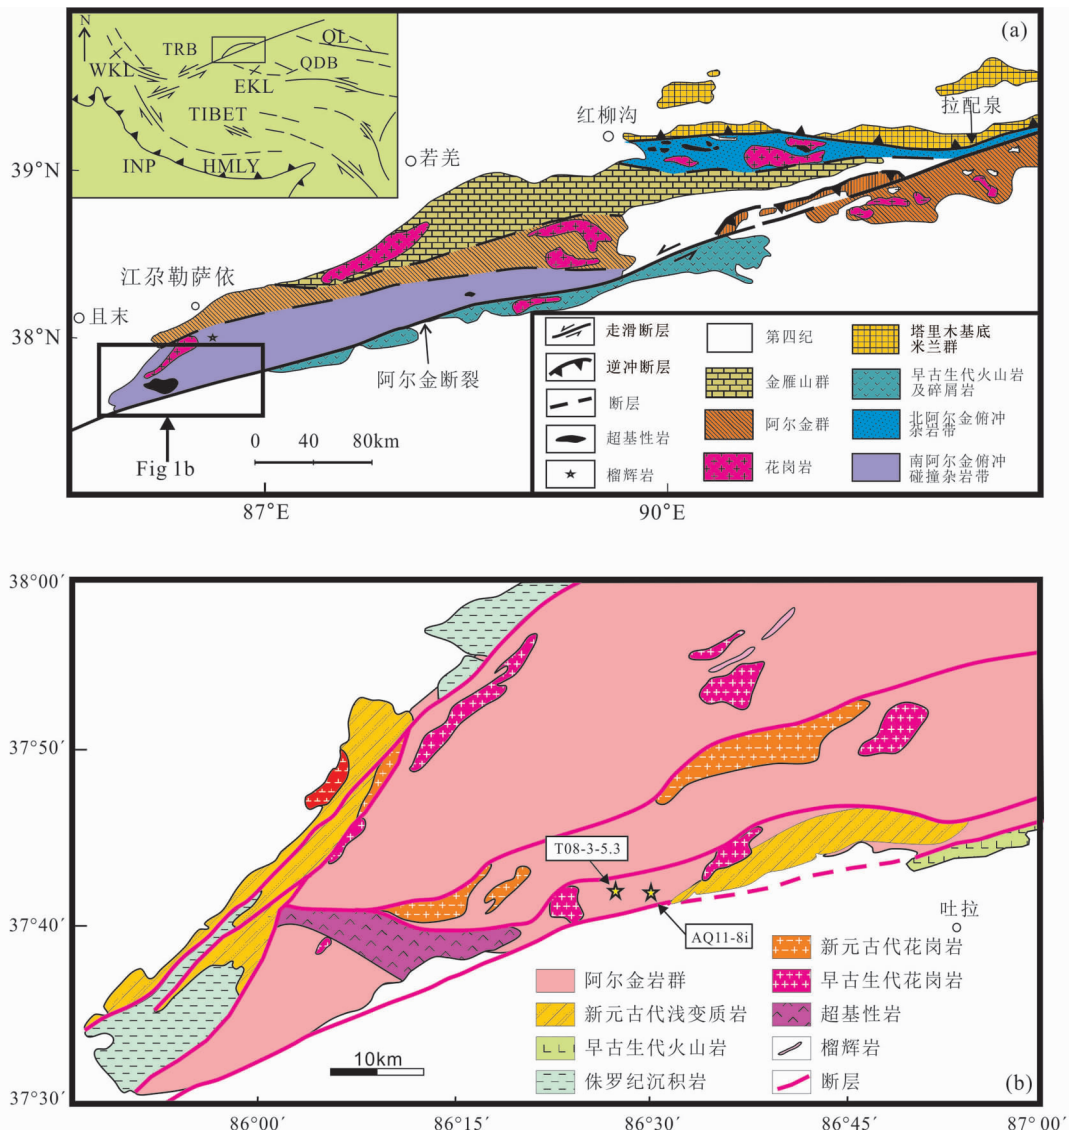 N
TRB
QL
WKL
QDB
EKL
TIBET
INP
HMLY
(a)
红柳沟
拉配泉
若羌
39°N
江尕勒萨依
且末
38°N
阿尔金断裂
Fig 1b
0 40 80km
走滑断层
第四纪
塔里木基底
米兰群
逆冲断层
金雁山群
早古生代火山岩
及碎屑岩
断层
阿尔金群
北阿尔金俯冲
杂岩带
超基性岩
花岗岩
南阿尔金俯冲
碰撞杂岩带
榴辉岩
87°E
90°E
38°00′
37°50′
37°40′
37°30′
T08-3-5.3
AQ11-8i
吐拉
阿尔金岩群
新元古代花岗岩
新元古代浅变质岩
早古生代花岗岩
早古生代火山岩
超基性岩
侏罗纪沉积岩
榴辉岩
断层
10km
(b)
86°00′
86°15′
86°30′
86°45′
87°00′